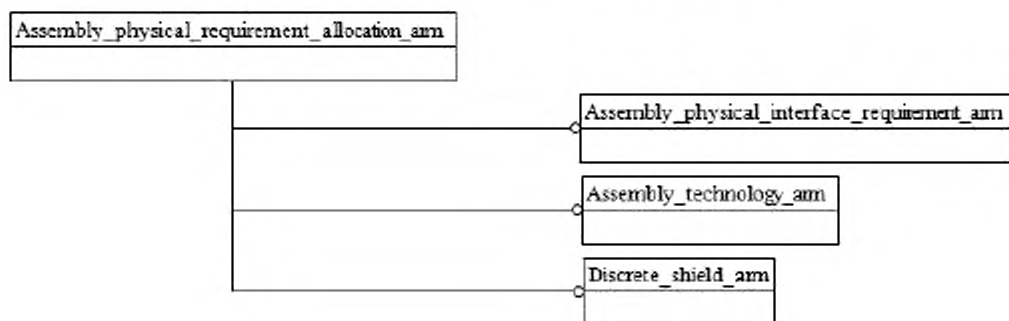 Assembly_physical_requirement_allocation_arm
Assembly_physical_interface_requirement_arm
Assembly_technology_arm
Discrete_shield_arm